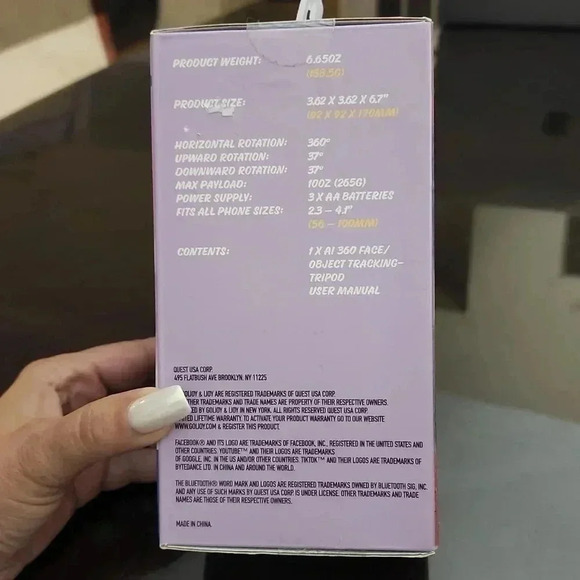 PRODUCT WEIGHT: 6.65OZ
(188.5G)
PRODUCT SIZE: 3.62 X 3.62 X 6.7"
(92 X 92 X 170MM)
HORIZONTAL ROTATION: 360°
UPWARD ROTATION: 37°
DOWNWARD ROTATION: 37°
MAX PAYLOAD: 10OZ (265G)
POWER SUPPLY: 3 X AA BATTERIES
FITS ALL PHONE SIZES: 2.3 – 4.1"
(56 – 100MM)
CONTENTS: 1 X AI 360 FACE/
OBJECT TRACKING-
TRIPOD
USER MANUAL
QUEST USA CORP.
495 FLATBUSH AVE BROOKLYN, NY 11225
& IJOY ARE REGISTERED TRADEMARKS OF QUEST USA CORP.
OTHER TRADEMARKS AND TRADE NAMES ARE PROPERTY OF THEIR RESPECTIVE OWNERS.
BY GOIJOY & IJOY IN NEW YORK. ALL RIGHTS RESERVED QUEST USA CORP.
LIFETIME WARRANTY. TO ACTIVATE YOUR PRODUCT WARRANTY GO TO OUR WEBSITE
WWW.GOIJOY.COM & REGISTER THIS PRODUCT.
FACEBOOK® AND ITS LOGO ARE TRADEMARKS OF FACEBOOK, INC., REGISTERED IN THE UNITED STATES AND
OTHER COUNTRIES. YOUTUBE™ AND THEIR LOGO ARE TRADEMARKS
OF GOOGLE, INC. IN THE US AND/OR OTHER COUNTRIES. TIKTOK™ AND THEIR LOGOS ARE TRADEMARKS OF
BYTEDANCE LTD. IN CHINA AND AROUND THE WORLD.
THE BLUETOOTH® WORD MARK AND LOGOS ARE REGISTERED TRADEMARKS OWNED BY BLUETOOTH SIG, INC.
AND ANY USE OF SUCH MARKS BY QUEST USA CORP. IS UNDER LICENSE. OTHER TRADEMARKS AND TRADE
NAMES ARE THOSE OF THEIR RESPECTIVE OWNERS.
MADE IN CHINA.